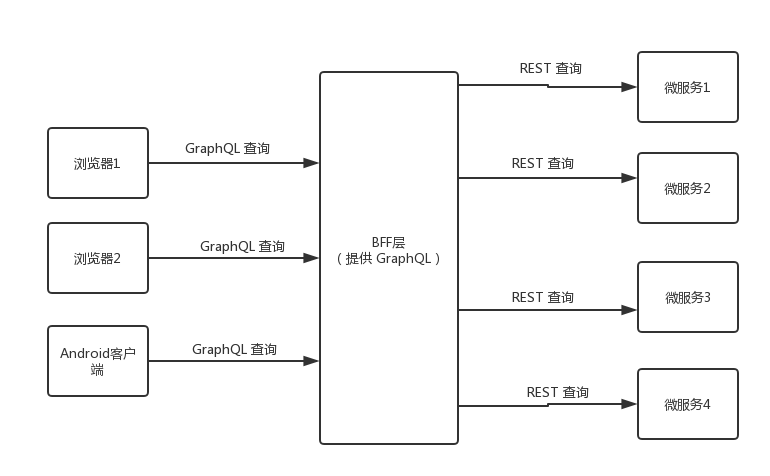 REST 查询
微服务1
GraphQL 查询
浏览器1
REST 查询
微服务2
GraphQL 查询
浏览器2
BFF层
（提供 GraphQL）
REST 查询
微服务3
GraphQL 查询
Android客户
端
REST 查询
微服务4